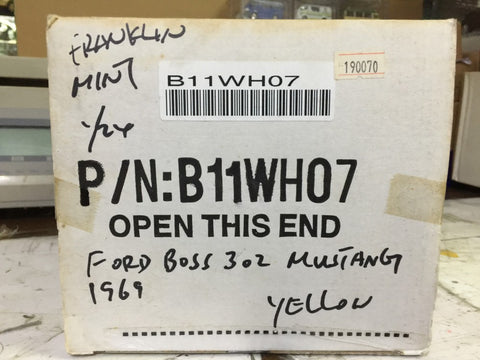 FRANKLIN
MINT
1/24
B11WH07
190070
P/N:B11WH07
OPEN THIS END
FORD BOSS 302 MUSTANG
1969
YELLOW